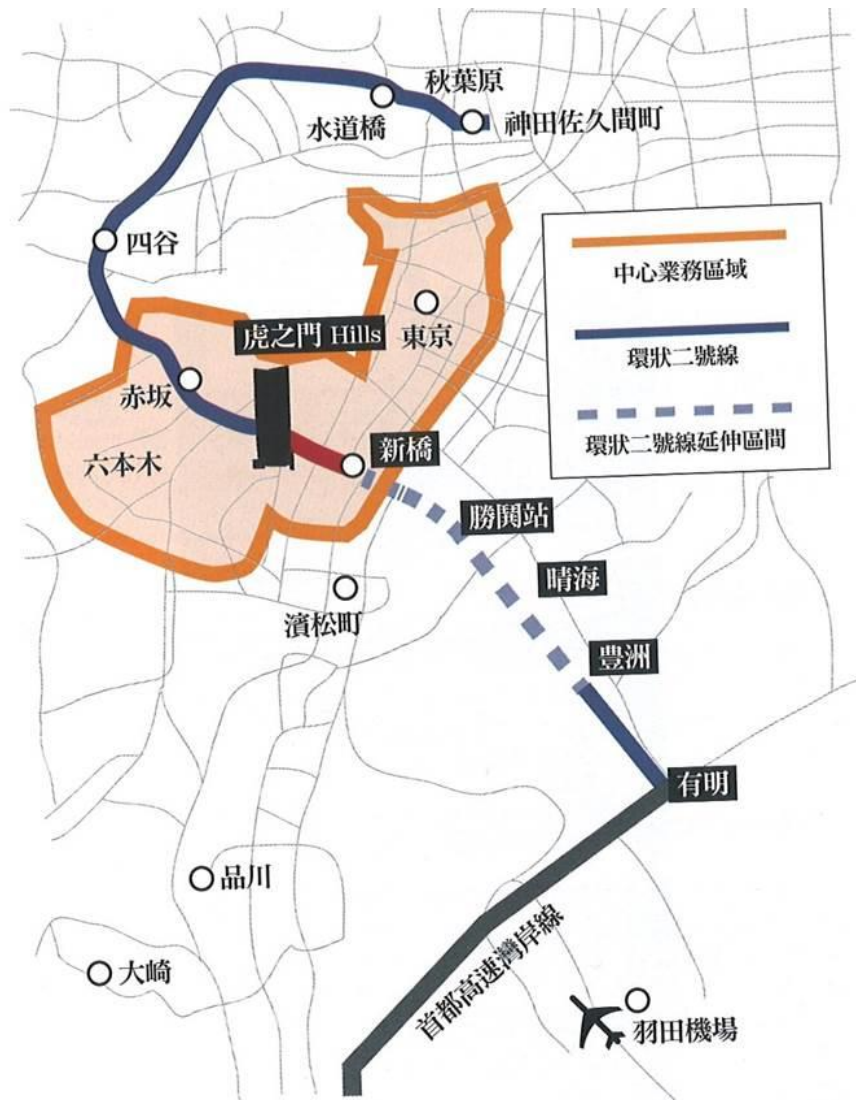 秋葉原
水道橋
神田佐久間町
四谷
中心業務區域
東京
虎之門 Hills
環狀二號線
赤坂
環狀二號線延伸區間
新橋
六本木
勝鬨站
晴海
濱松町
豊洲
有明
品川
首都高速灣岸線
大崎
羽田機場